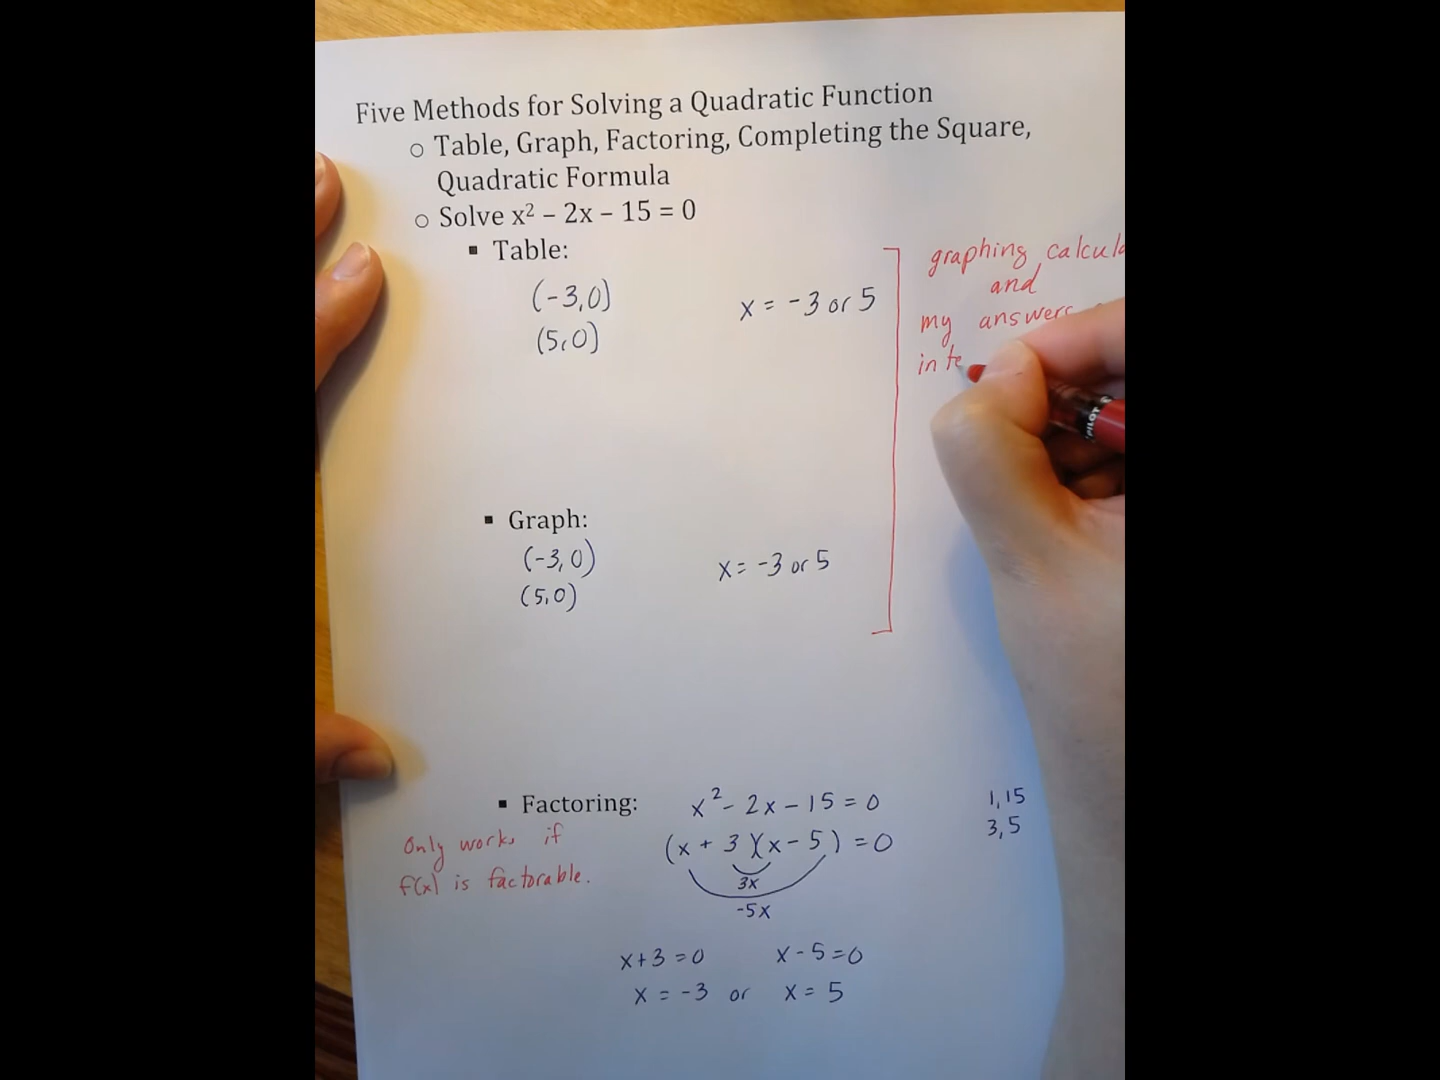 Five Methods for Solving a Quadratic Function
○ Table, Graph, Factoring, Completing the Square,
Quadratic Formula
○ Solve x² – 2x – 15 = 0
▪ Table:
(-3,0)
(5,0)
x = -3 or 5
graphing calcul
and
my answers
inte
PILOT
▪ Graph:
(-3,0)
(5,0)
x = -3 or 5
▪ Factoring:
Only works if
f(x) is factorable.
x² - 2x - 15 = 0
(x + 3)(x - 5) = 0
3x
-5x
1,15
3,5
x+3=0 x-5=0
x = -3 or x = 5